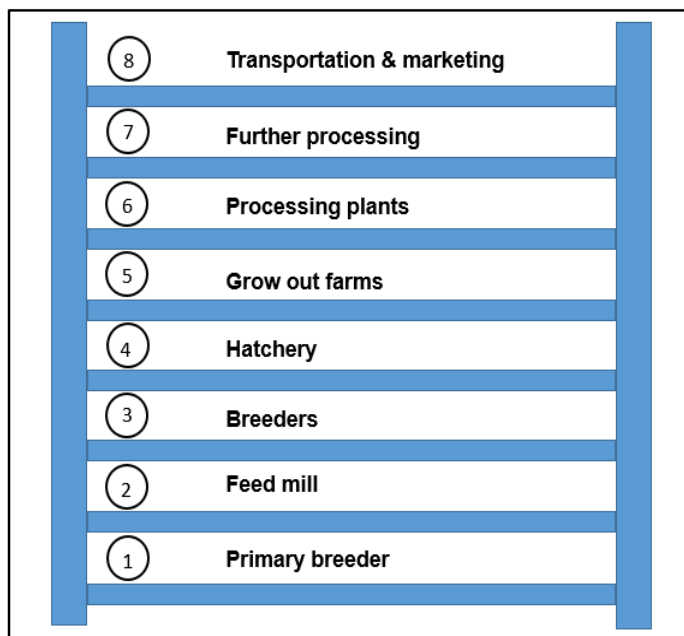 8 Transportation & marketing
7 Further processing
6 Processing plants
5 Grow out farms
4 Hatchery
3 Breeders
2 Feed mill
1 Primary breeder